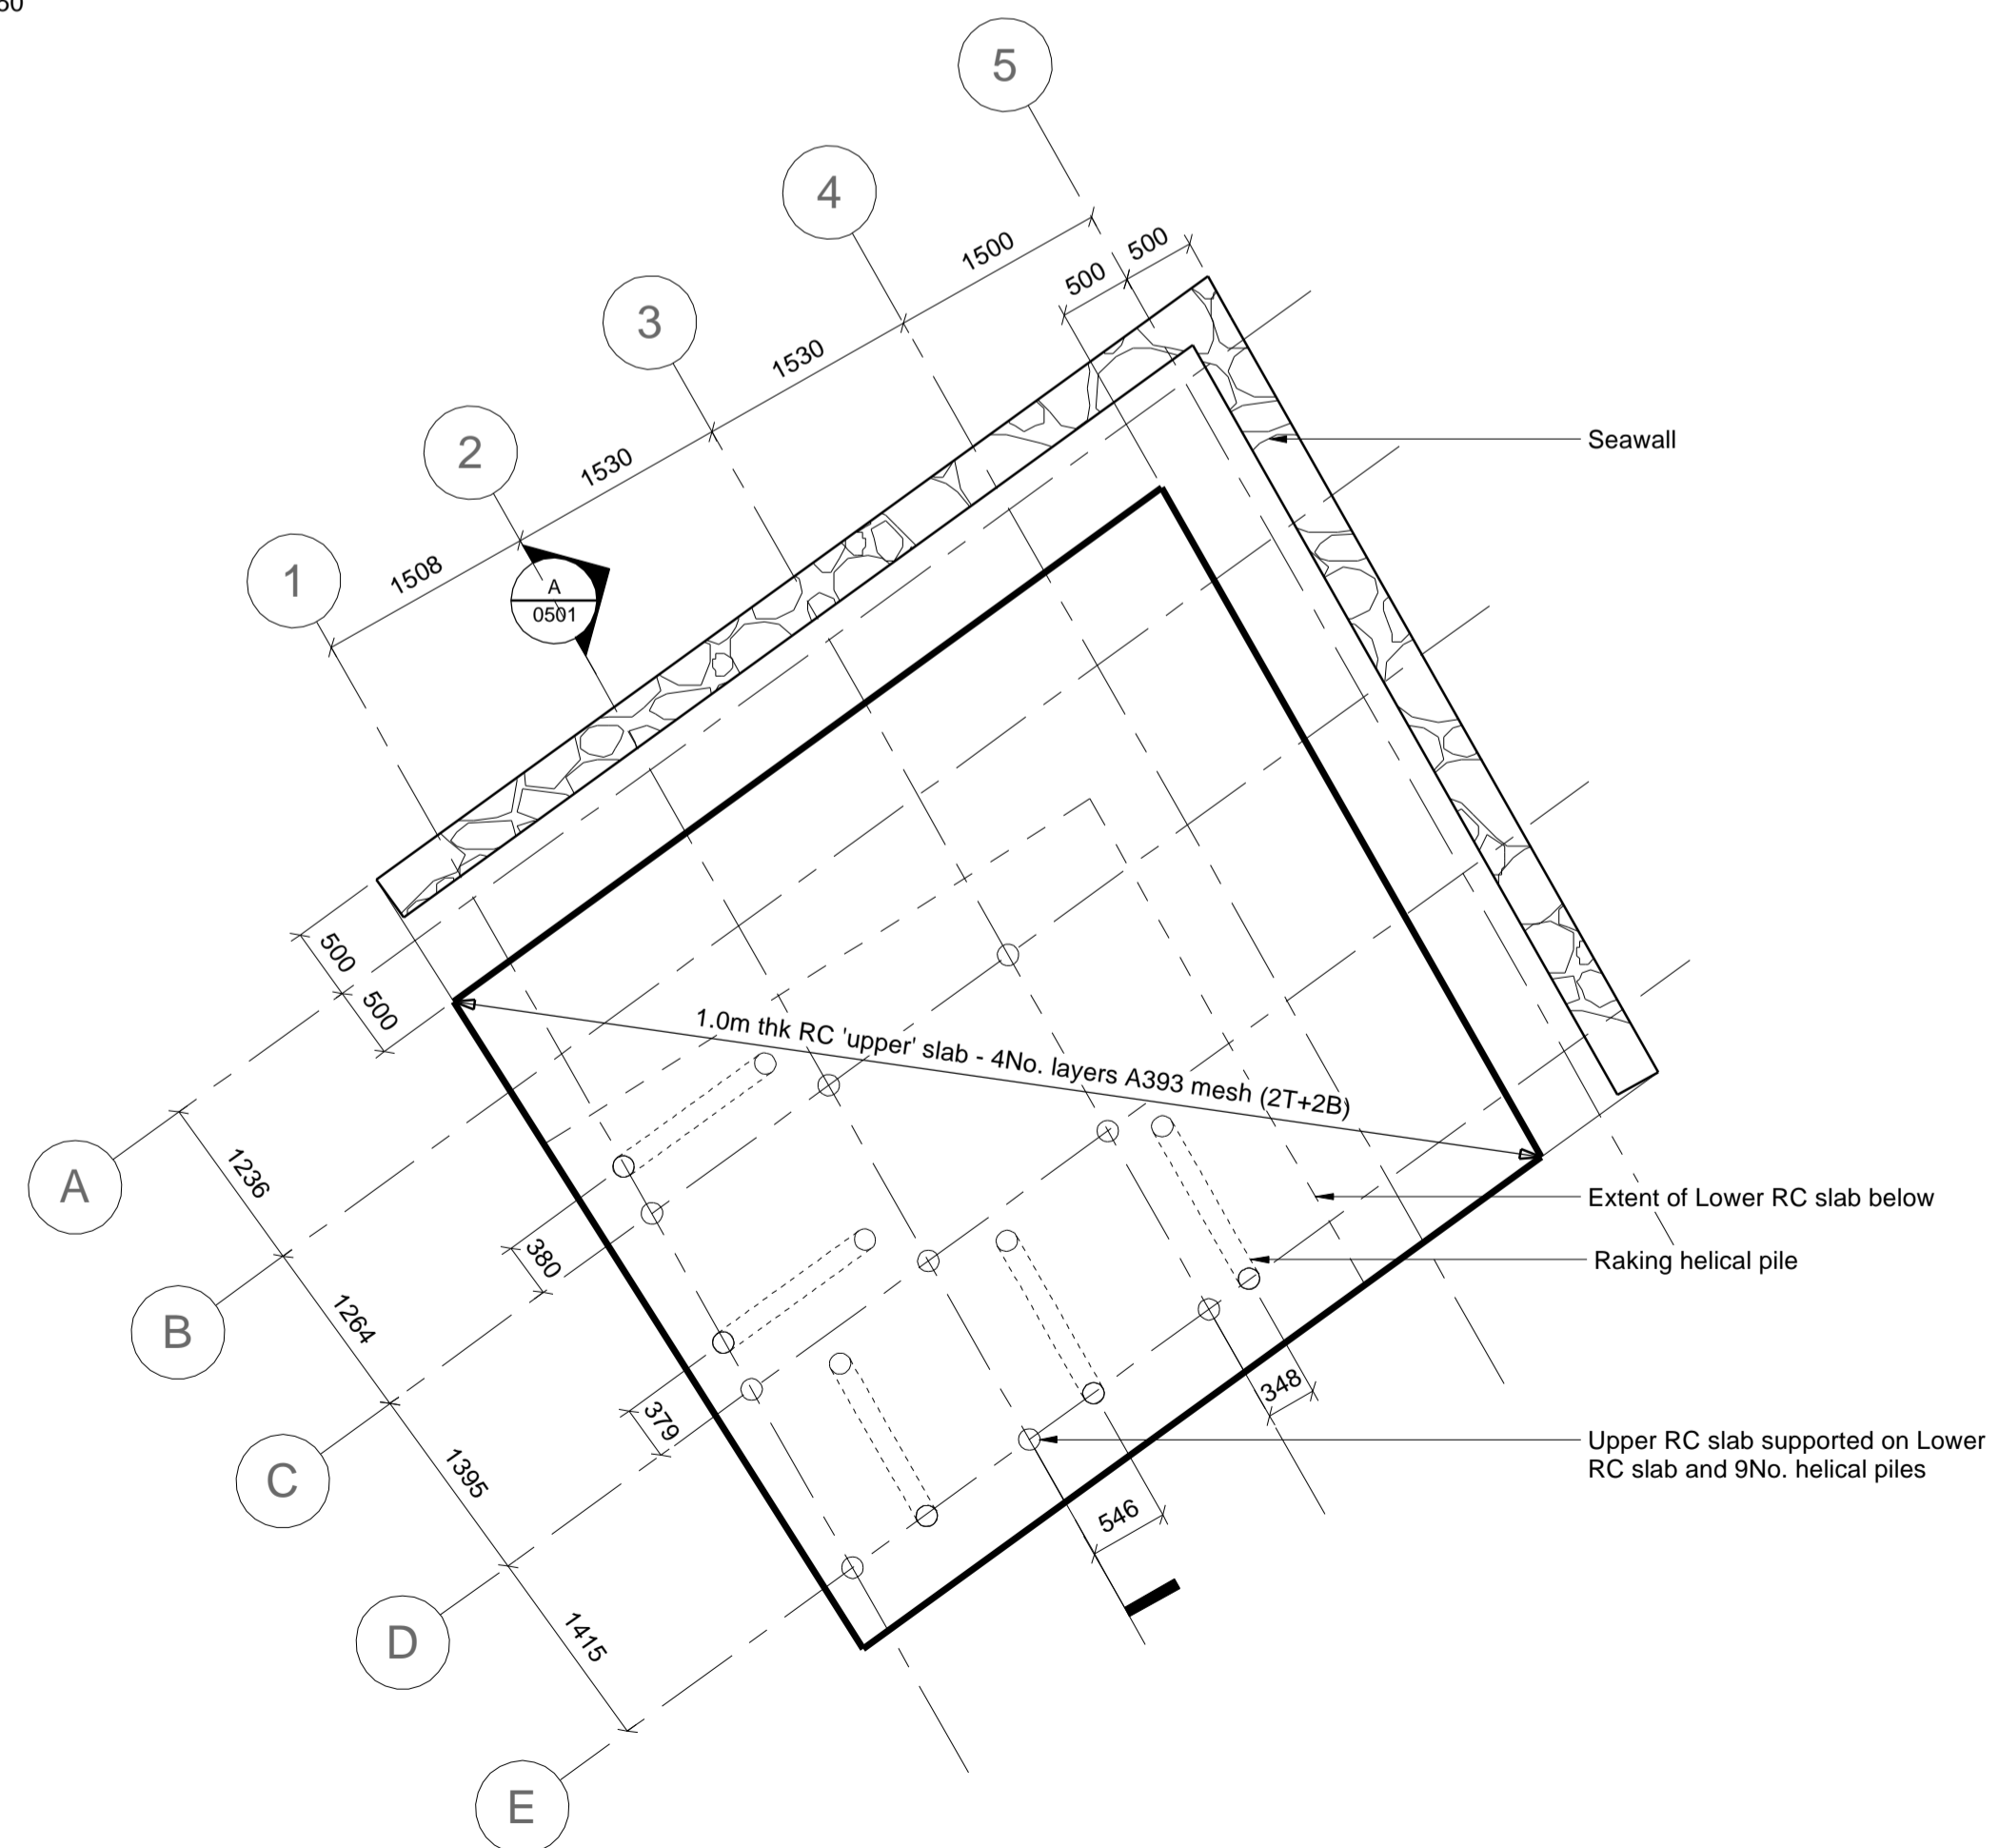 5
4
1500
500
500
3
1530
2
1530
Seawall
1
1508
A
0501
500
500
1.0m thk RC 'upper' slab - 4No. layers A393 mesh (2T+2B)
A
1236
Extent of Lower RC slab below
380
Raking helical pile
B
1264
348
379
Upper RC slab supported on Lower
RC slab and 9No. helical piles
C
1395
546
D
1415
E